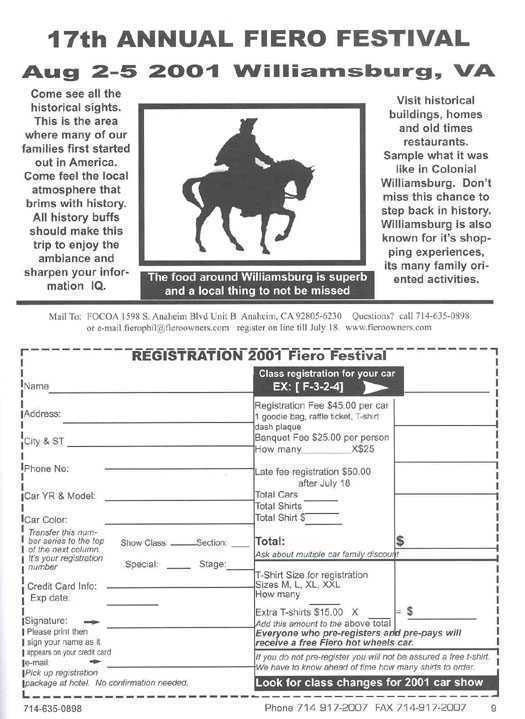 17th ANNUAL FIERO FESTIVAL
Aug 2-5 2001 Williamsburg, VA
Come see all the
historical sights.
This is the area
where many of our
families first started
out in America.
Come feel the local
atmosphere that
brims with history.
All history buffs
should make this
trip to enjoy the
ambiance and
sharpen your infor-
mation IQ.
The food around Williamsburg is superb
and a local thing to not be missed
Visit historical
buildings, homes
and old times
restaurants.
Sample what it was
like in Colonial
Williamsburg. Don't
miss this chance to
step back in history.
Williamsburg is also
known for it's shop-
ping experiences,
its many family ori-
ented activities.
Mail To: FOCOA 1598 S. Anaheim Blvd Unit B Anaheim, CA 92805-6230 Questions? call 714-635-0898
or e-mail fierophil@fieroowners.com register on line till July 18 www.fieroowners.com
REGISTRATION 2001 Fiero Festival
Name
Address:
City & ST
Phone No:
Car YR & Model:
Car Color:
Transfere this num-
ber series to the top
of the next column.
It's your registration
number
Show Class Section:
Special: Stage:
Credit Card Info:
Exp date:
Signature:
Please print then
sign your name as it
appears on your credit card
e-mail:
Pick up registration
package at hotel. No confirmation needed.
Class registration for your car
EX: [ F-3-2-4]
Registration Fee $45.00 per car
1 goodie bag, raffle ticket, T-shirt
dash plaque
Banquet Fee $25.00 per person
How many X$25
Late fee registration $50.00
after July 18
Total Cars
Total Shirts
Total Shirt $
Total: $
Ask about multiple car family discount
T-Shirt Size for registration
Sizes M, L, XL, XXL
How many
Extra T-shirts $15.00 X = $
Add this amount to the above total
Everyone who pre-registers and pre-pays will
receive a free Fiero hot wheels car.
If you do not pre-register you will not be assured a free t-shirt.
We have to know ahead of time how many shirts to order.
Look for class changes for 2001 car show
714-635-0898
Phone 714 917-2007 FAX 714-917-2007
9